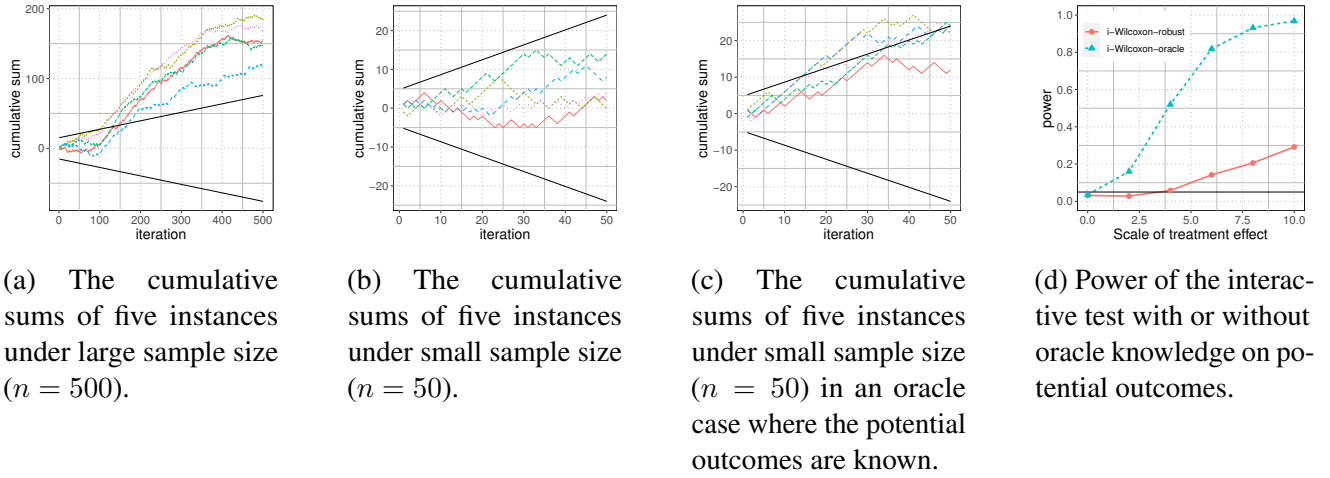 200
100
0
0
100
200
300
400
500
cumulative sum
iteration
20
10
0
−10
−20
0
10
20
30
40
50
cumulative sum
iteration
20
10
0
−10
−20
0
10
20
30
40
50
cumulative sum
iteration
1.0
0.8
0.6
0.4
0.2
0.0
0.0
2.5
5.0
7.5
10.0
power
Scale of treatment effect
i−Wilcoxon−robust
i−Wilcoxon−oracle
(a) The cumulative
sums of five instances
under large sample size
(n = 500).
(b) The cumulative
sums of five instances
under small sample size
(n = 50).
(c) The cumulative
sums of five instances
under small sample size
(n = 50) in an oracle
case where the potential
outcomes are known.
(d) Power of the interac-
tive test with or without
oracle knowledge on po-
tential outcomes.